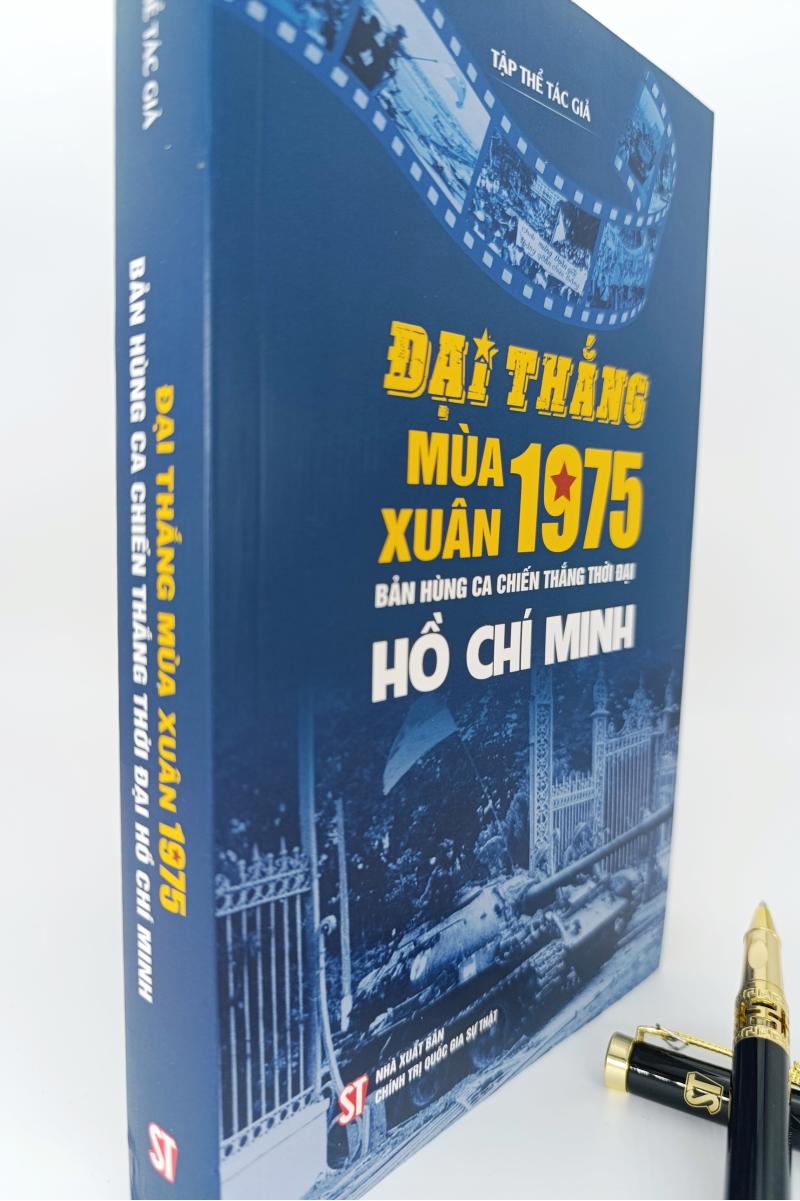 TẬP THỂ TÁC GIẢ
ĐẠI THẮNG
MÙA
XUÂN 1975
BẢN HÙNG CA CHIẾN THẮNG THỜI ĐẠI
HỒ CHÍ MINH
ST NHÀ XUẤT BẢN
CHÍNH TRỊ QUỐC GIA SỰ THẬT
TÁC GIẢ
ĐẠI THẮNG MÙA XUÂN 1975
BẢN HÙNG CA CHIẾN THẮNG THỜI ĐẠI HỒ CHÍ MINH
ST
ST